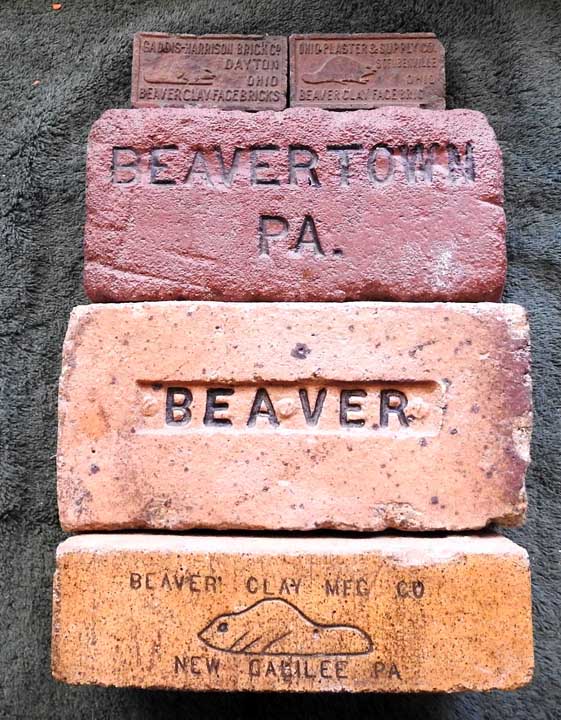 GADDIS-HARRISON BRICK CO
DAYTON
OHIO
BEAVER CLAY FACE BRICKS
OHIO PLASTER & SUPPLY CO.
STEUBENVILLE
OHIO
BEAVER CLAY FACE BRICK
BEAVERTOWN
PA.
BEAVER
BEAVER CLAY MFG CO
NEW GALILEE PA